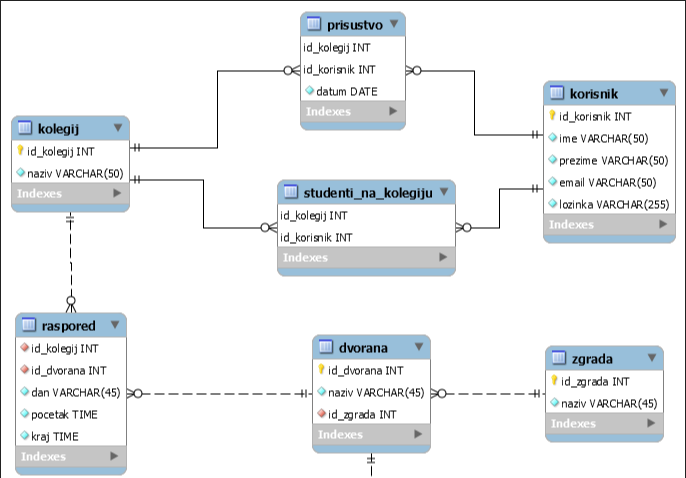 prisustvo
id_kolegij INT
id_korisnik INT
datum DATE
Indexes
korisnik
id_korisnik INT
ime VARCHAR(50)
prezime VARCHAR(50)
email VARCHAR(50)
lozinka VARCHAR(255)
Indexes
kolegij
id_kolegij INT
naziv VARCHAR(50)
Indexes
studenti_na_kolegiju
id_kolegij INT
id_korisnik INT
Indexes
raspored
id_kolegij INT
id_dvorana INT
dan VARCHAR(45)
pocetak TIME
kraj TIME
Indexes
dvorana
id_dvorana INT
naziv VARCHAR(45)
id_zgrada INT
Indexes
zgrada
id_zgrada INT
naziv VARCHAR(45)
Indexes